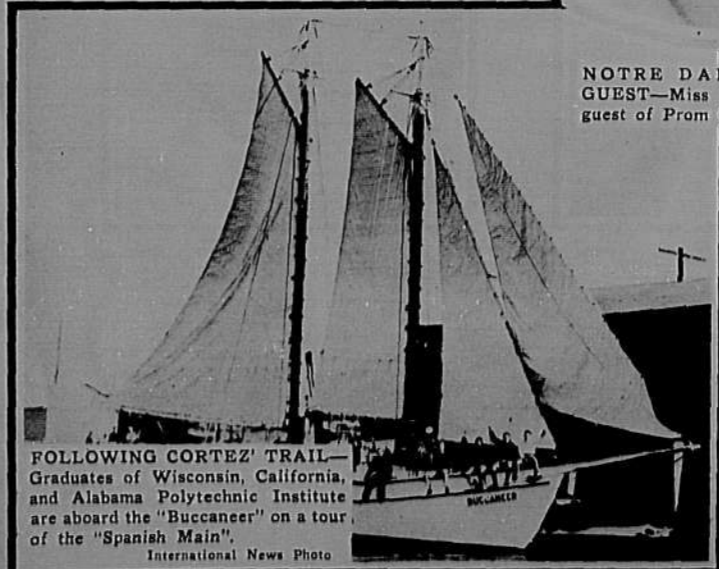 NOTRE
GUEST—Miss
guest of Prom
FOLLOWING CORTEZ' TRAIL—
Graduates of Wisconsin, California,
and Alabama Polytechnic Institute
are aboard the "Buccaneer" on a tour
of the "Spanish Main".
International News Photo
BUCCANEER